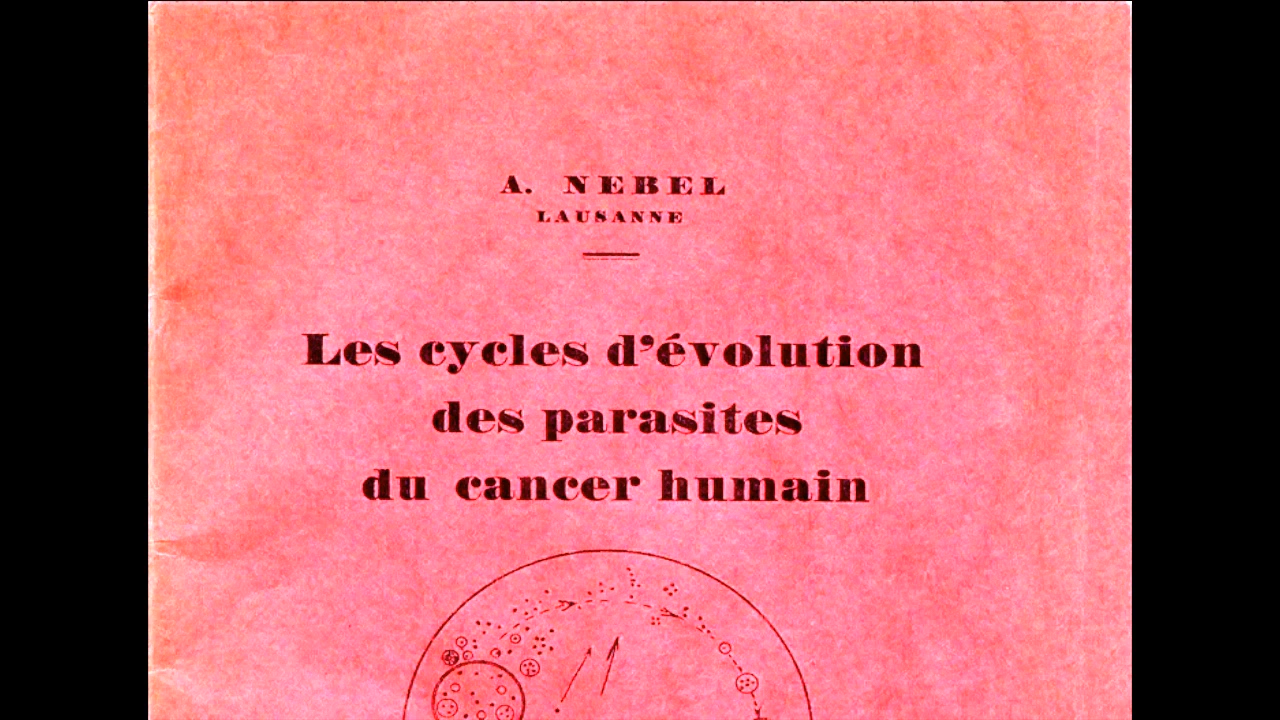 A. NEBEL
LAUSANNE
Les cycles d'évolution
des parasites
du cancer humain